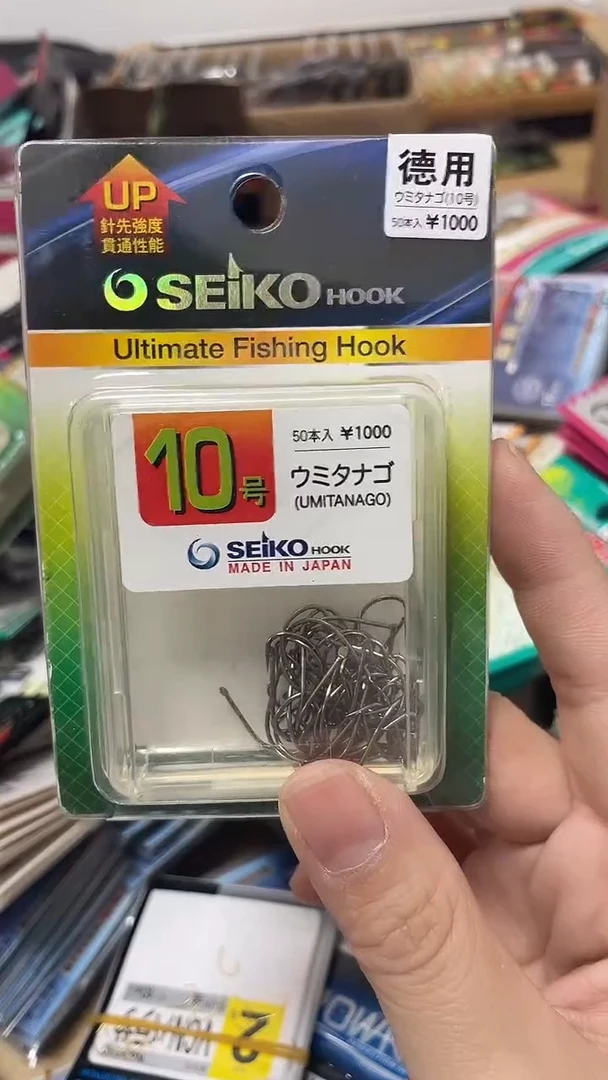 UP
針先強度
貫通性能
徳用
ウミタナゴ(10号)
50本入 ¥1000
SEiKO HOOK
Ultimate Fishing Hook
10号
50本入 ¥1000
ウミタナゴ
(UMITANAGO)
SEiKO HOOK
MADE IN JAPAN
2